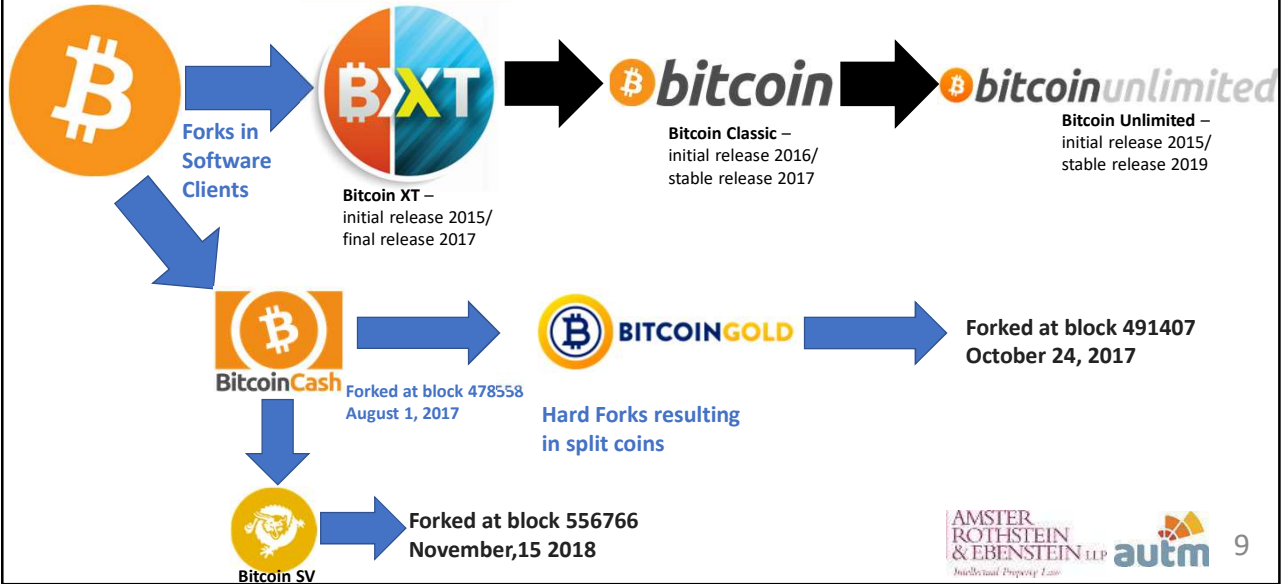 BXT
bitcoin
bitcoinunlimited
Forks in
Software
Clients
Bitcoin XT –
initial release 2015/
final release 2017
Bitcoin Classic –
initial release 2016/
stable release 2017
Bitcoin Unlimited –
initial release 2015/
stable release 2019
BitcoinCash
Forked at block 478558
August 1, 2017
BITCOINGOLD
Hard Forks resulting
in split coins
Forked at block 491407
October 24, 2017
Bitcoin SV
Forked at block 556766
November,15 2018
AMSTER
ROTHSTEIN
& EBENSTEIN LLP
Intellectual Property Law
autm
9